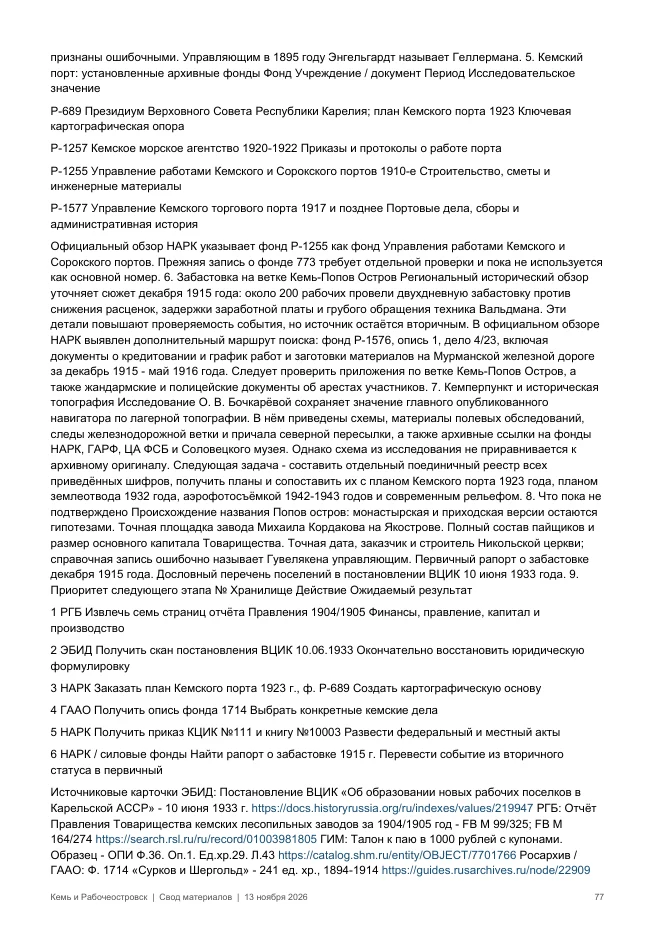 признаны ошибочными. Управляющим в 1895 году Энгельгардт называет Геллермана. 5. Кемский
порт: установленные архивные фонды Фонд Учреждение / документ Период Исследовательское
значение
Р-689 Президиум Верховного Совета Республики Карелия; план Кемского порта 1923 Ключевая
картографическая опора
Р-1257 Кемское морское агентство 1920-1922 Приказы и протоколы о работе порта
Р-1255 Управление работами Кемского и Сорокского портов 1910-е Строительство, сметы и
инженерные материалы
Р-1577 Управление Кемского торгового порта 1917 и позднее Портовые дела, сборы и
административная история
Официальный обзор НАРК указывает фонд Р-1255 как фонд Управления работами Кемского и
Сорокского портов. Прежняя запись о фонде 773 требует отдельной проверки и пока не используется
как основной номер. 6. Забастовка на ветке Кемь-Попов Остров Региональный исторический обзор
уточняет сюжет декабря 1915 года: около 200 рабочих провели двухдневную забастовку против
снижения расценок, задержки заработной платы и грубого обращения техника Вальдмана. Эти
детали повышают проверяемость события, но источник остаётся вторичным. В официальном обзоре
НАРК выявлен дополнительный маршрут поиска: фонд Р-1576, опись 1, дело 4/23, включая
документы о кредитовании и график работ и заготовки материалов на Мурманской железной дороге
за декабрь 1915 - май 1916 года. Следует проверить приложения по ветке Кемь-Попов Остров, а
также жандармские и полицейские документы об арестах участников. 7. Кемперпункт и историческая
топография Исследование О. В. Бочкарёвой сохраняет значение главного опубликованного
навигатора по лагерной топографии. В нём приведены схемы, материалы полевых обследований,
следы железнодорожной ветки и причала северной пересылки, а также архивные ссылки на фонды
НАРК, ГАРФ, ЦА ФСБ и Соловецкого музея. Однако схема из исследования не приравнивается к
архивному оригиналу. Следующая задача - составить отдельный поединичный реестр всех
приведённых шифров, получить планы и сопоставить их с планом Кемского порта 1923 года, планом
землеотвода 1932 года, аэрофотосъёмкой 1942-1943 годов и современным рельефом. 8. Что пока не
подтверждено Происхождение названия Попов остров: монастырская и приходская версии остаются
гипотезами. Точная площадка завода Михаила Кордакова на Якострове. Полный состав пайщиков и
размер основного капитала Товарищества. Точная дата, заказчик и строитель Никольской церкви;
справочная запись ошибочно называет Гувелякена управляющим. Первичный рапорт о забастовке
декабря 1915 года. Дословный перечень поселений в постановлении ВЦИК 10 июня 1933 года. 9.
Приоритет следующего этапа № Хранилище Действие Ожидаемый результат
1 РГБ Извлечь семь страниц отчёта Правления 1904/1905 Финансы, правление, капитал и
производство
2 ЭБИД Получить скан постановления ВЦИК 10.06.1933 Окончательно восстановить юридическую
формулировку
3 НАРК Заказать план Кемского порта 1923 г., ф. Р-689 Создать картографическую основу
4 ГААО Получить опись фонда 1714 Выбрать конкретные кемские дела
5 НАРК Получить приказ КЦИК №111 и книгу №10003 Развести федеральный и местный акты
6 НАРК / силовые фонды Найти рапорт о забастовке 1915 г. Перевести событие из вторичного
статуса в первичный
Источниковые карточки ЭБИД: Постановление ВЦИК «Об образовании новых рабочих поселков в
Карельской АССР» - 10 июня 1933 г. https://docs.historyrussia.org/ru/indexes/values/219947 РГБ: Отчёт
Правления Товарищества кемских лесопильных заводов за 1904/1905 год - FB М 99/325; FB М
164/274 https://search.rsl.ru/ru/record/01003981805 ГИМ: Талон к паю в 1000 рублей с купонами.
Образец - ОПИ Ф.36. Оп.1. Ед.хр.29. Л.43 https://catalog.shm.ru/entity/OBJECT/7701766 Росархив /
ГААО: Ф. 1714 «Сурков и Шергольд» - 241 ед. хр., 1894-1914 https://guides.rusarchives.ru/node/22909
Кемь и Рабочеостровск | Свод материалов | 13 ноября 2026 77